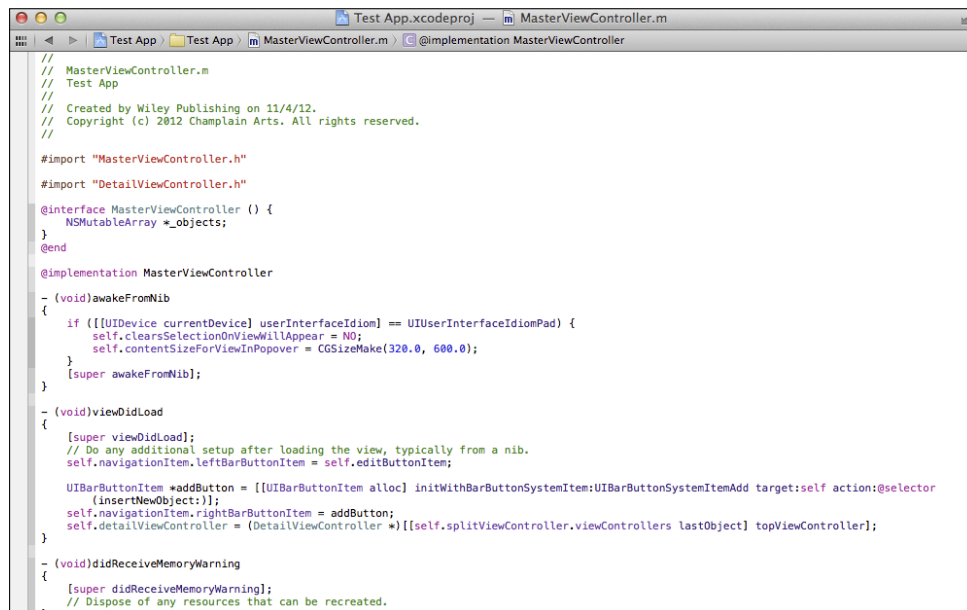 Test App.xcodeproj — m MasterViewController.m
Test App Test App m MasterViewController.m C @implementation MasterViewController
//
//  MasterViewController.m
//  Test App
//
//  Created by Wiley Publishing on 11/4/12.
//  Copyright (c) 2012 Champlain Arts. All rights reserved.
//
#import "MasterViewController.h"
#import "DetailViewController.h"
@interface MasterViewController () {
    NSMutableArray *_objects;
}
@end
@implementation MasterViewController
- (void)awakeFromNib
{
    if ([[UIDevice currentDevice] userInterfaceIdiom] == UIUserInterfaceIdiomPad) {
        self.clearsSelectionOnViewWillAppear = NO;
        self.contentSizeForViewInPopover = CGSizeMake(320.0, 600.0);
    }
    [super awakeFromNib];
}
- (void)viewDidLoad
{
    [super viewDidLoad];
    // Do any additional setup after loading the view, typically from a nib.
    self.navigationItem.leftBarButtonItem = self.editButtonItem;
    UIBarButtonItem *addButton = [[UIBarButtonItem alloc] initWithBarButtonSystemItem:UIBarButtonSystemItemAdd target:self action:@selector
        (insertNewObject:)];
    self.navigationItem.rightBarButtonItem = addButton;
    self.detailViewController = (DetailViewController *)[[self.splitViewController.viewControllers lastObject] topViewController];
}
- (void)didReceiveMemoryWarning
{
    [super didReceiveMemoryWarning];
    // Dispose of any resources that can be recreated.